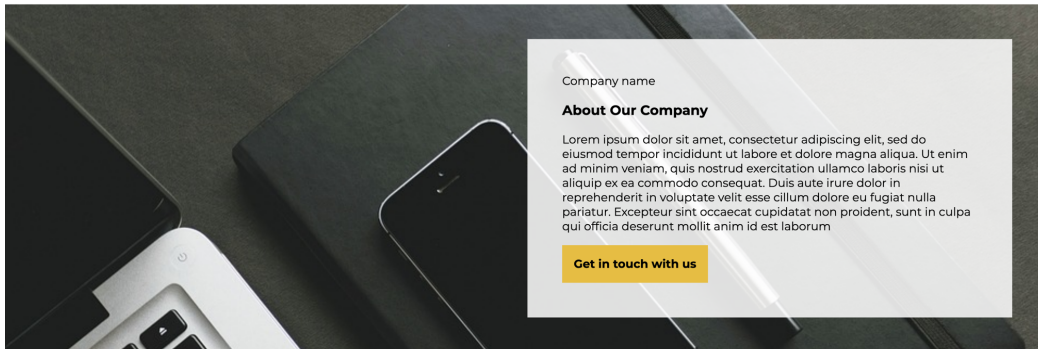 Company name
About Our Company
Lorem ipsum dolor sit amet, consectetur adipiscing elit, sed do
eiusmod tempor incididunt ut labore et dolore magna aliqua. Ut enim
ad minim veniam, quis nostrud exercitation ullamco laboris nisi ut
aliquip ex ea commodo consequat. Duis aute irure dolor in
reprehenderit in voluptate velit esse cillum dolore eu fugiat nulla
pariatur. Excepteur sint occaecat cupidatat non proident, sunt in culpa
qui officia deserunt mollit anim id est laborum
Get in touch with us